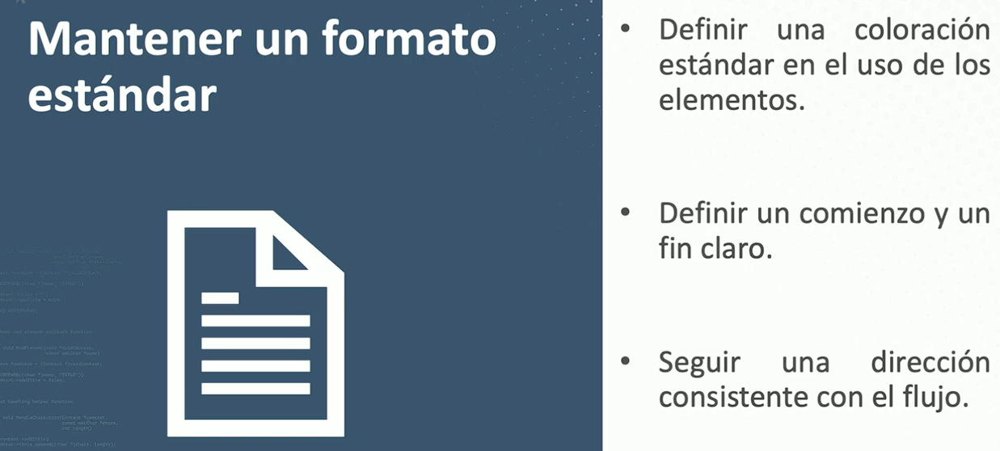 Mantener un formato
estándar
• Definir una coloración
estándar en el uso de los
elementos.
• Definir un comienzo y un
fin claro.
• Seguir una dirección
consistente con el flujo.